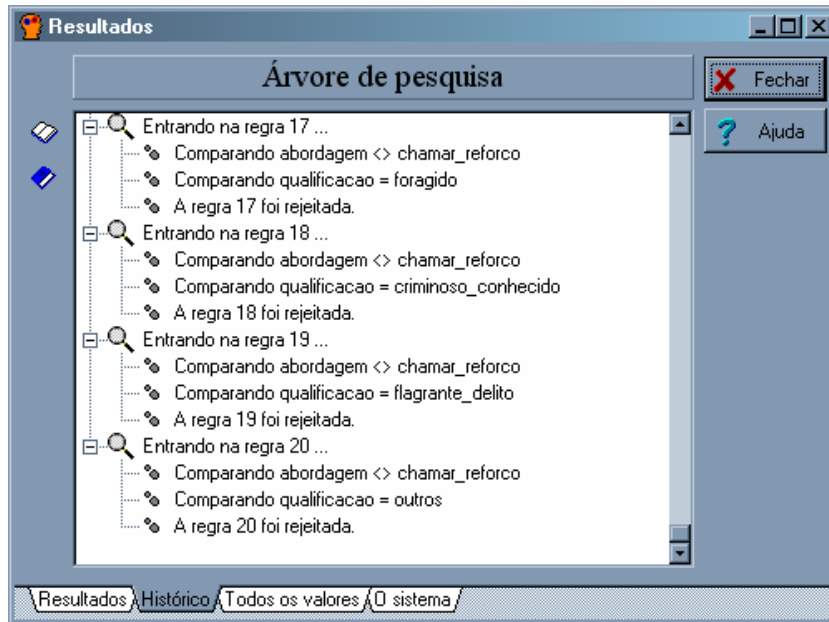 Resultados
Árvore de pesquisa
Fechar
Ajuda
Entrando na regra 17 ...
Comparando abordagem <> chamar_reforco
Comparando qualificacao = foragido
A regra 17 foi rejeitada.
Entrando na regra 18 ...
Comparando abordagem <> chamar_reforco
Comparando qualificacao = criminoso_conhecido
A regra 18 foi rejeitada.
Entrando na regra 19 ...
Comparando abordagem <> chamar_reforco
Comparando qualificacao = flagrante_delito
A regra 19 foi rejeitada.
Entrando na regra 20 ...
Comparando abordagem <> chamar_reforco
Comparando qualificacao = outros
A regra 20 foi rejeitada.
Resultados Histórico Todos os valores O sistema